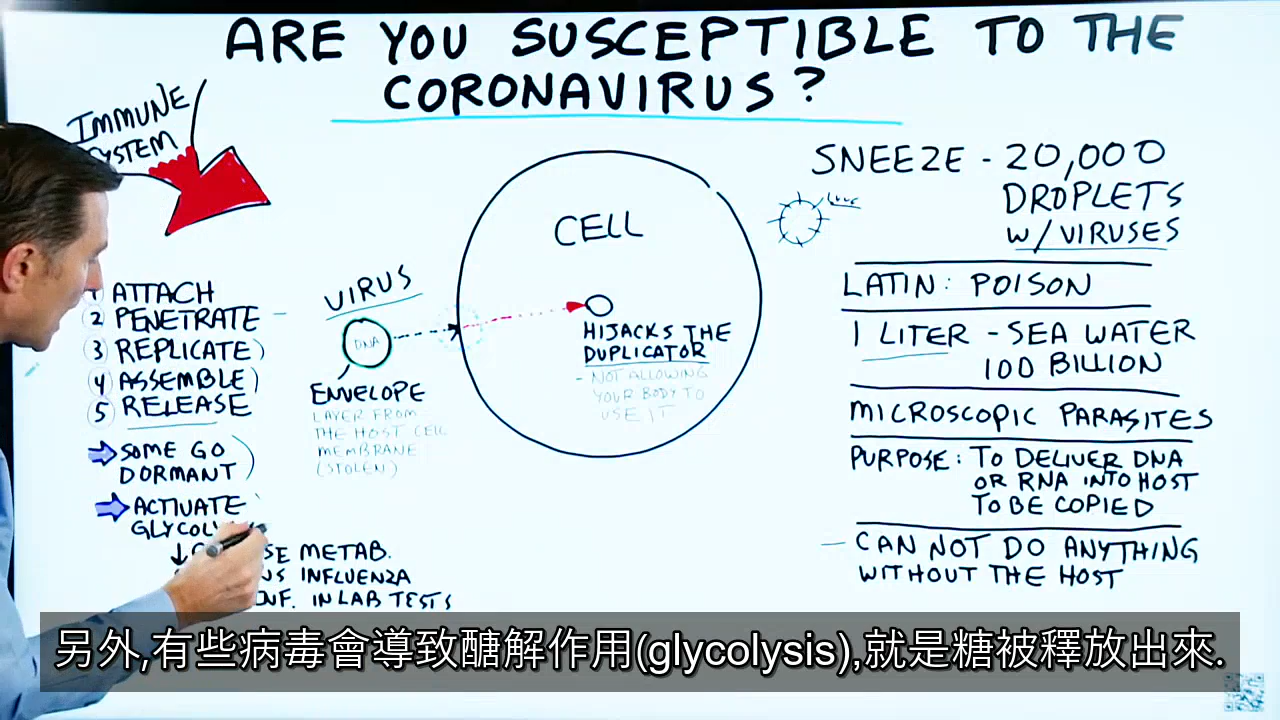 ARE YOU SUSCEPTIBLE TO THE
CORONAVIRUS?
IMMUNE
SYSTEM
1 ATTACH
2 PENETRATE -
3 REPLICATE)
4 ASSEMBLE)
5 RELEASE
SOME GO
DORMANT
ACTIVATE
METAB.
INFLUENZA
INF. IN LAB TESTS
VIRUS
DNA
ENVELOPE
LAYER FROM
THE HOST CELL
MEMBRANE
(STOLEN)
CELL
HIJACKS THE
DUPLICATOR
- NOT ALLOWING
YOUR BODY TO
USE IT
SNEEZE - 20,000
DROPLETS
W/VIRUSES
LATIN: POISON
1 LITER - SEA WATER
100 BILLION
MICROSCOPIC PARASITES
PURPOSE: TO DELIVER DNA
OR RNA INTO HOST
TO BE COPIED
- CAN NOT DO ANYTHING
WITHOUT THE HOST
另外,有些病毒會導致醣解作用(glycolysis),就是糖被釋放出來.